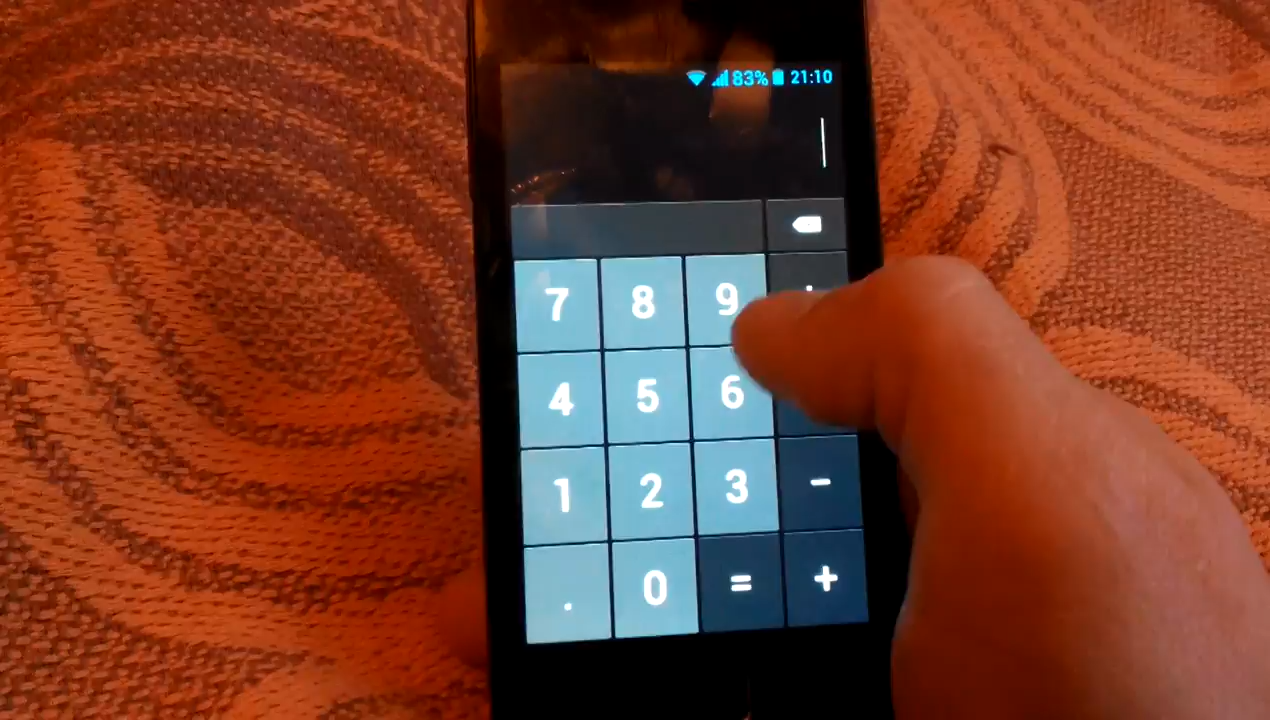 83% 21:10
7 8 9
4 5 6
1 2 3 -
. 0 = +